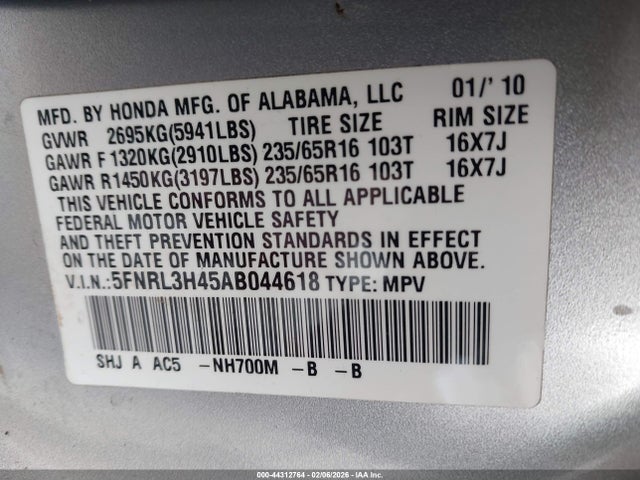 MFD. BY HONDA MFG. OF ALABAMA, LLC 01/' 10
GVWR 2695KG(5941LBS) TIRE SIZE RIM SIZE
GAWR F 1320KG(2910LBS) 235/65R16 103T 16X7J
GAWR R1450KG(3197LBS) 235/65R16 103T 16X7J
THIS VEHICLE CONFORMS TO ALL APPLICABLE
FEDERAL MOTOR VEHICLE SAFETY
AND THEFT PREVENTION STANDARDS IN EFFECT
ON THE DATE OF MANUFACTURE SHOWN ABOVE.
V.I.N.:5FNRL3H45AB044618 TYPE: MPV
SHJ A AC5 -NH700M -B -B
000-44312764 - 02/06/2026 - IAA Inc.